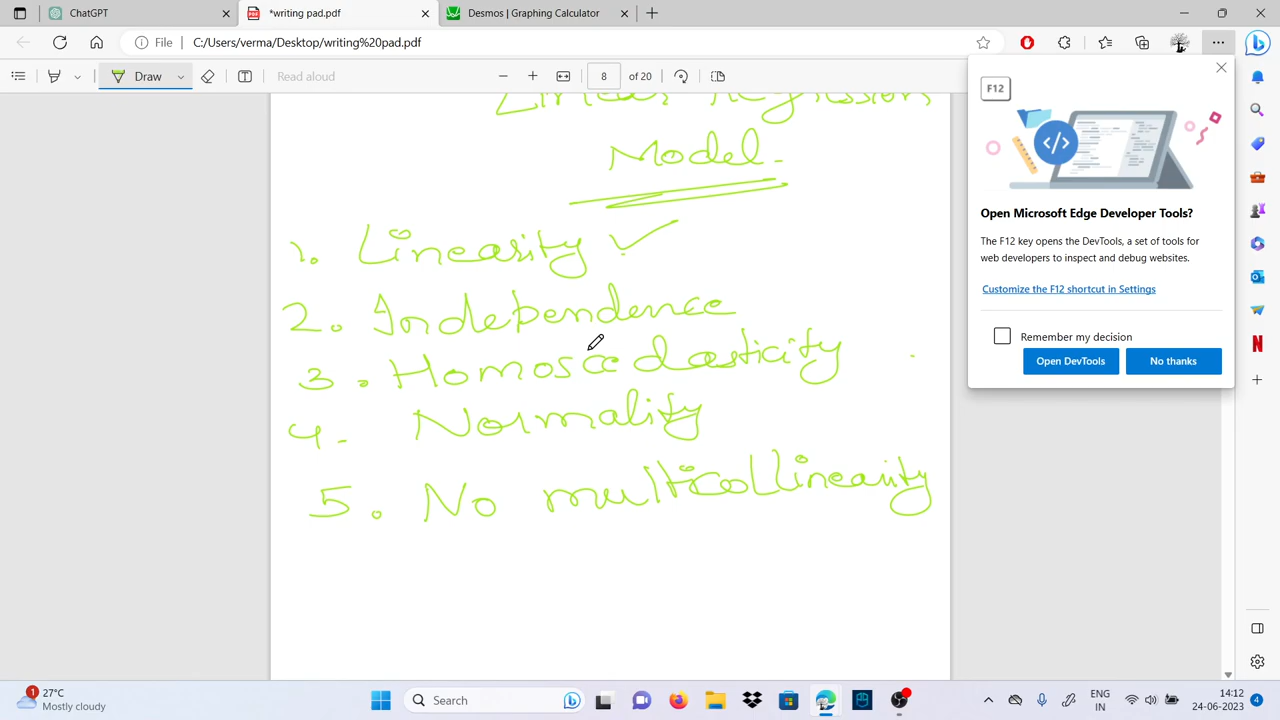 ChatGPT
*writing pad.pdf
Desmos | Graphing Calculator
File
C:/Users/verma/Desktop/writing%20pad.pdf
Draw
Read aloud
8 of 20
Linear Regression
Model.
1. Linearity ✓
2. Independence
3. Homoscedasticity
4. Normality
5. No multicollinearity
F12
Open Microsoft Edge Developer Tools?
The F12 key opens the DevTools, a set of tools for
web developers to inspect and debug websites.
Customize the F12 shortcut in Settings
Remember my decision
Open DevTools
No thanks
1
27°C
Mostly cloudy
Search
ENG
IN
14:12
24-06-2023
4